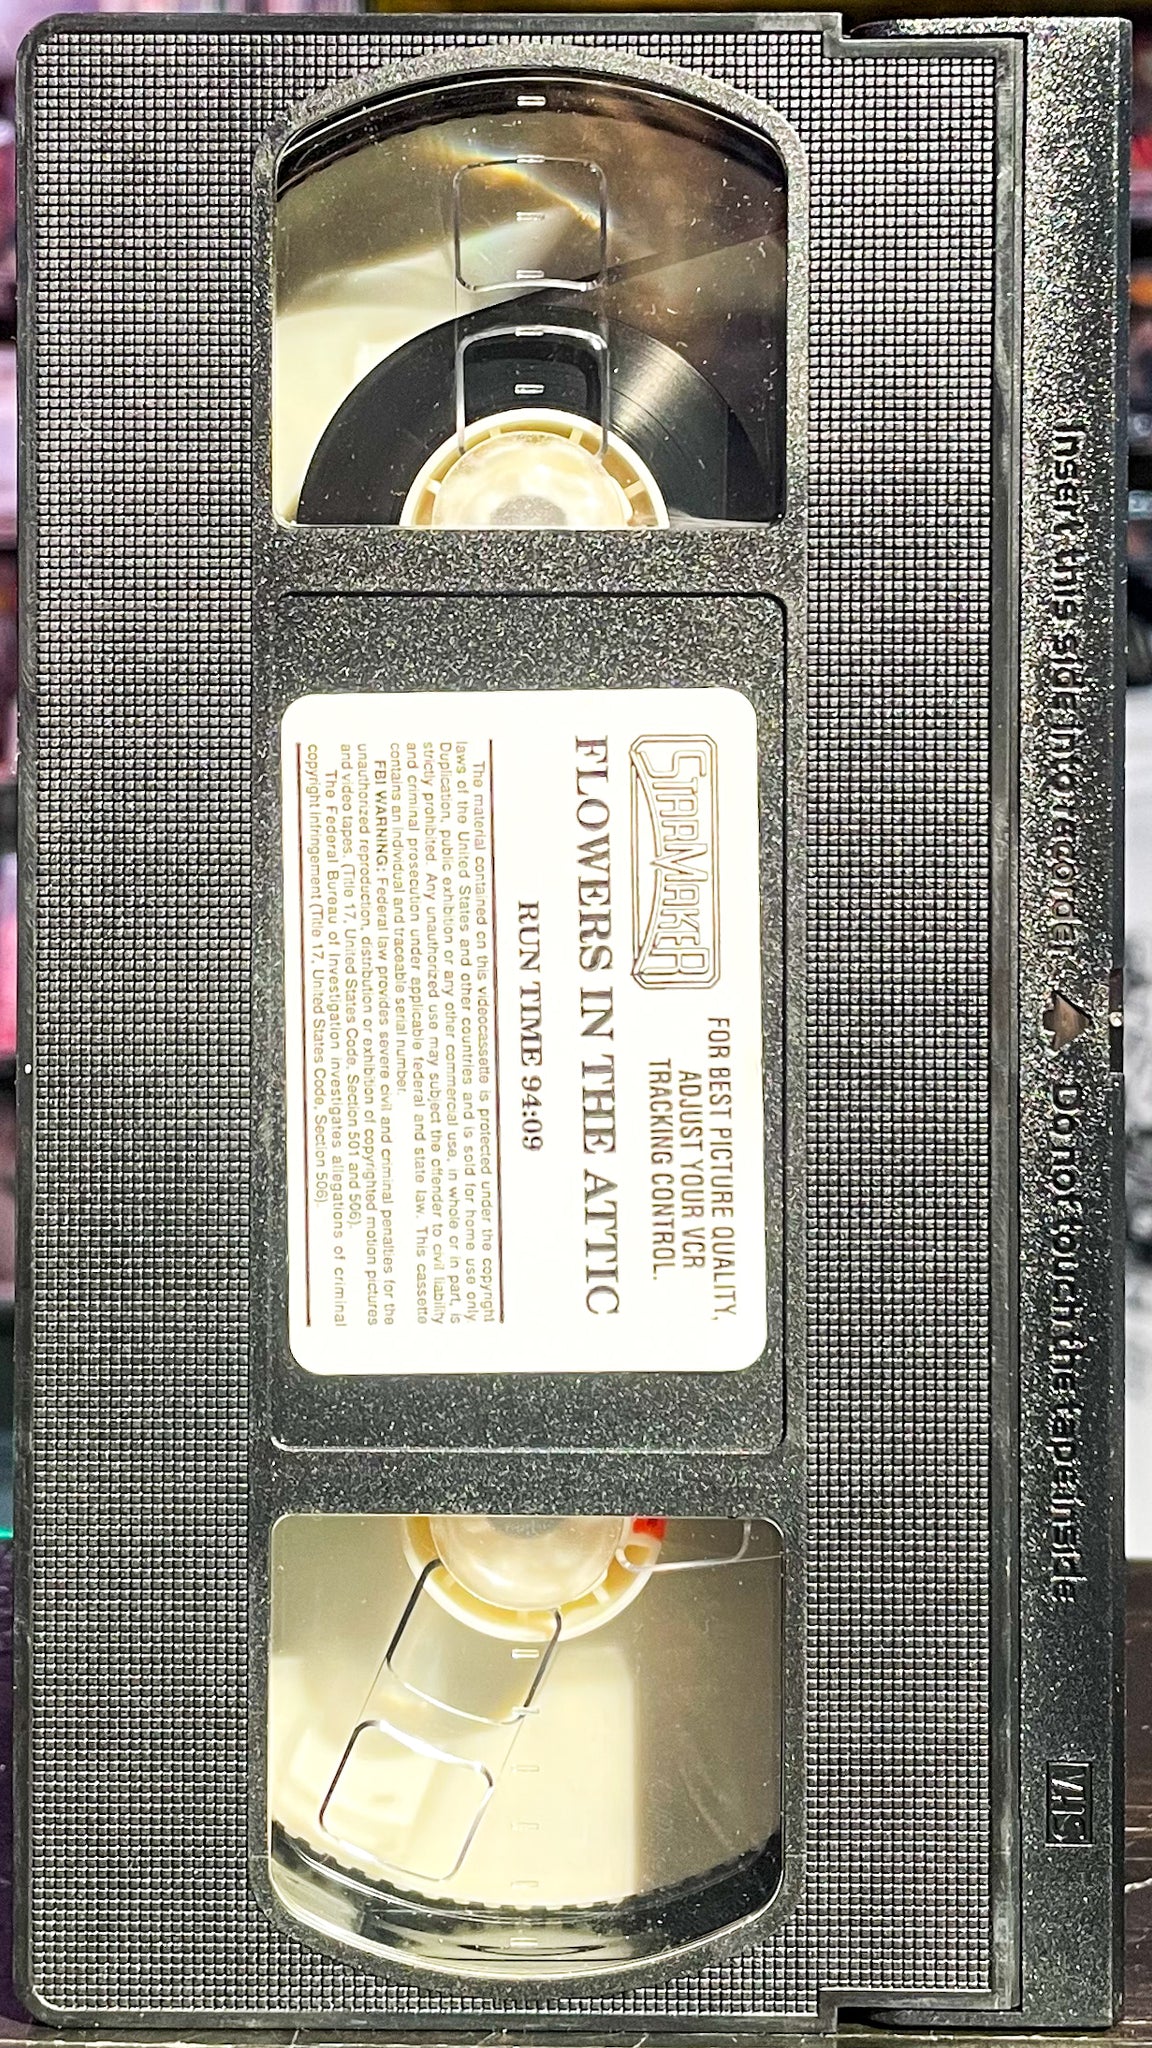 Insert this side into recorder Do not touch the tape inside
VHS
STARMAKER
FOR BEST PICTURE QUALITY,
ADJUST YOUR VCR
TRACKING CONTROL.
FLOWERS IN THE ATTIC
RUN TIME 94:09
The material contained on this videocassette is protected under the copyright
laws of the United States and other countries and is sold for home use only.
Duplication, public exhibition or any other commercial use, in whole or in part, is
strictly prohibited. Any unauthorized use may subject the offender to civil liability
and criminal prosecution under applicable federal and state law. This cassette
contains an individual and traceable serial number.
FBI WARNING: Federal law provides severe civil and criminal penalties for the
unauthorized reproduction, distribution or exhibition of copyrighted motion pictures
and video tapes. (Title 17, United States Code, Section 501 and 506).
The Federal Bureau of Investigation investigates allegations of criminal
copyright infringement (Title 17, United States Code, Section 506).